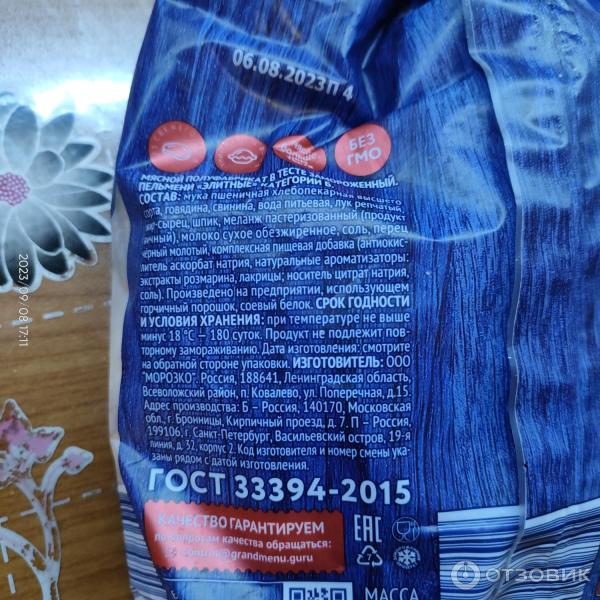 06.08.2023П 4
БЕЗ
ГМО
МЯСНОЙ ПОЛУФАБРИКАТ В ТЕСТЕ ЗАМОРОЖЕННЫЙ.
ПЕЛЬМЕНИ «ЭЛИТНЫЕ» КАТЕГОРИИ В.
СОСТАВ: мука пшеничная хлебопекарная высшего
сорта, говядина, свинина, вода питьевая, лук репчатый,
жир-сырец, шпик, меланж пастеризованный (продукт
яичный), молоко сухое обезжиренное, соль, перец
черный молотый, комплексная пищевая добавка (антиокис-
литель аскорбат натрия, натуральные ароматизаторы:
экстракты розмарина, лакрицы; носитель цитрат натрия,
соль). Произведено на предприятии, использующем
горчичный порошок, соевый белок. СРОК ГОДНОСТИ
И УСЛОВИЯ ХРАНЕНИЯ: при температуре не выше
минус 18 °С — 180 суток. Продукт не подлежит пов-
торному замораживанию. Дата изготовления: смотрите
на обратной стороне упаковки. ИЗГОТОВИТЕЛЬ: ООО
"МОРОЗКО". Россия, 188641, Ленинградская область,
Всеволожский район, п. Ковалево, ул. Поперечная, д.15.
Адрес производства: Б – Россия, 140170, Московская
обл., г. Бронницы, Кирпичный проезд, д. 7. П – Россия,
199106, г. Санкт-Петербург, Васильевский остров, 19-я
линия, д. 32, корпус 2. Код изготовителя и номер смены ука-
заны рядом с датой изготовления.
ГОСТ 33394-2015
КАЧЕСТВО ГАРАНТИРУЕМ
по вопросам качества обращаться:
control@grandmenu.guru
EAC
МАССА
2023/09/08 17:11
ОТЗОВИК